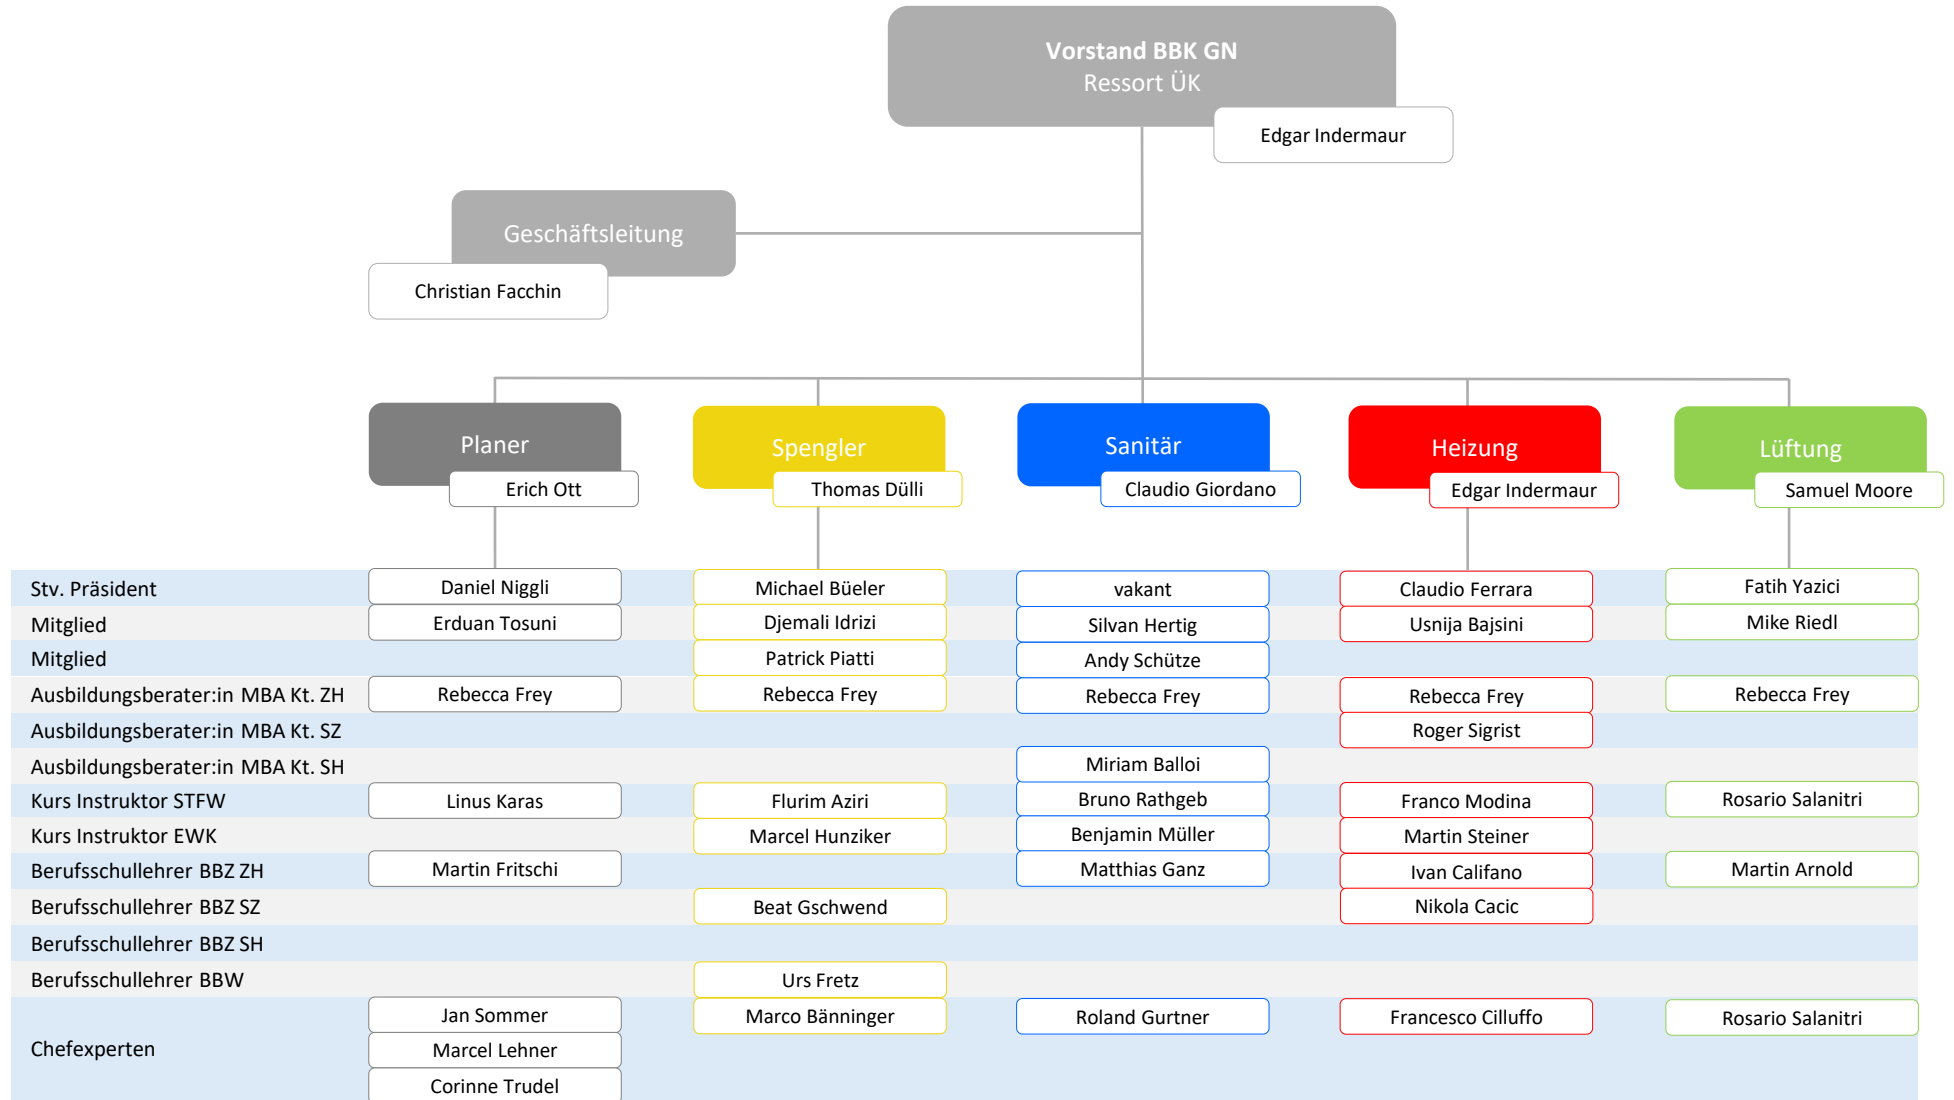 Vorstand BBK GN
Ressort ÜK
Edgar Indermaur
Geschäftsleitung
Christian Facchin
Planer
Erich Ott
Spengler
Thomas Dülli
Sanitär
Claudio Giordano
Heizung
Edgar Indermaur
Lüftung
Samuel Moore
Stv. Präsident
Daniel Niggli
Michael Büeler
vakant
Claudio Ferrara
Fatih Yazici
Mitglied
Erduan Tosuni
Djemali Idrizi
Silvan Hertig
Usnija Bajsini
Mike Riedl
Mitglied
Patrick Piatti
Andy Schütze
Ausbildungsberater:in MBA Kt. ZH
Rebecca Frey
Rebecca Frey
Rebecca Frey
Rebecca Frey
Rebecca Frey
Ausbildungsberater:in MBA Kt. SZ
Roger Sigrist
Ausbildungsberater:in MBA Kt. SH
Miriam Balloi
Kurs Instruktor STFW
Linus Karas
Flurim Aziri
Bruno Rathgeb
Franco Modina
Rosario Salanitri
Kurs Instruktor EWK
Marcel Hunziker
Benjamin Müller
Martin Steiner
Berufsschullehrer BBZ ZH
Martin Fritschi
Matthias Ganz
Ivan Califano
Martin Arnold
Berufsschullehrer BBZ SZ
Beat Gschwend
Nikola Cacic
Berufsschullehrer BBZ SH
Berufsschullehrer BBW
Urs Fretz
Chefexperten
Jan Sommer
Marcel Lehner
Corinne Trudel
Marco Bänninger
Roland Gurtner
Francesco Cilluffo
Rosario Salanitri